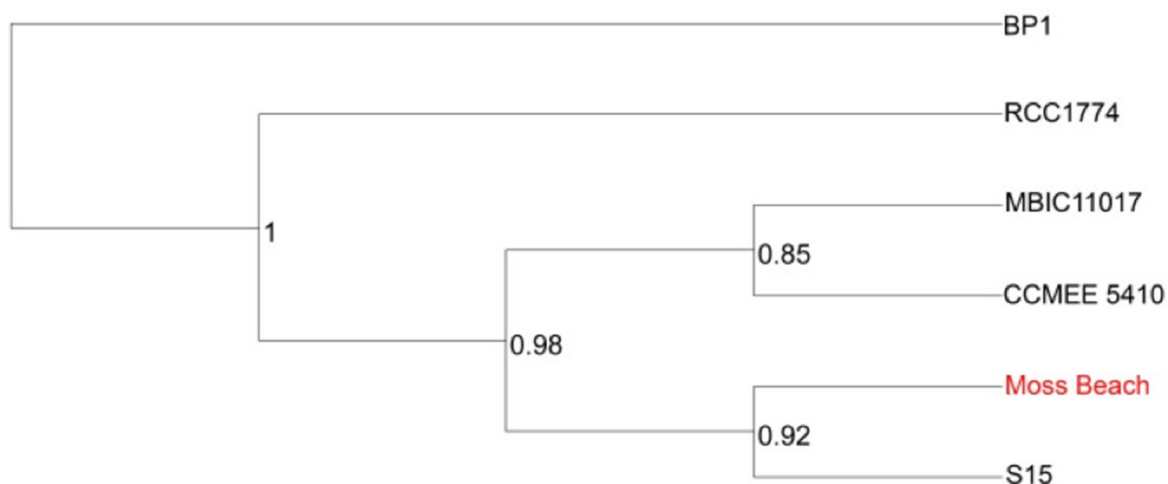 BP1
RCC1774
1
MBIC11017
0.85
CCMEE 5410
0.98
Moss Beach
0.92
S15